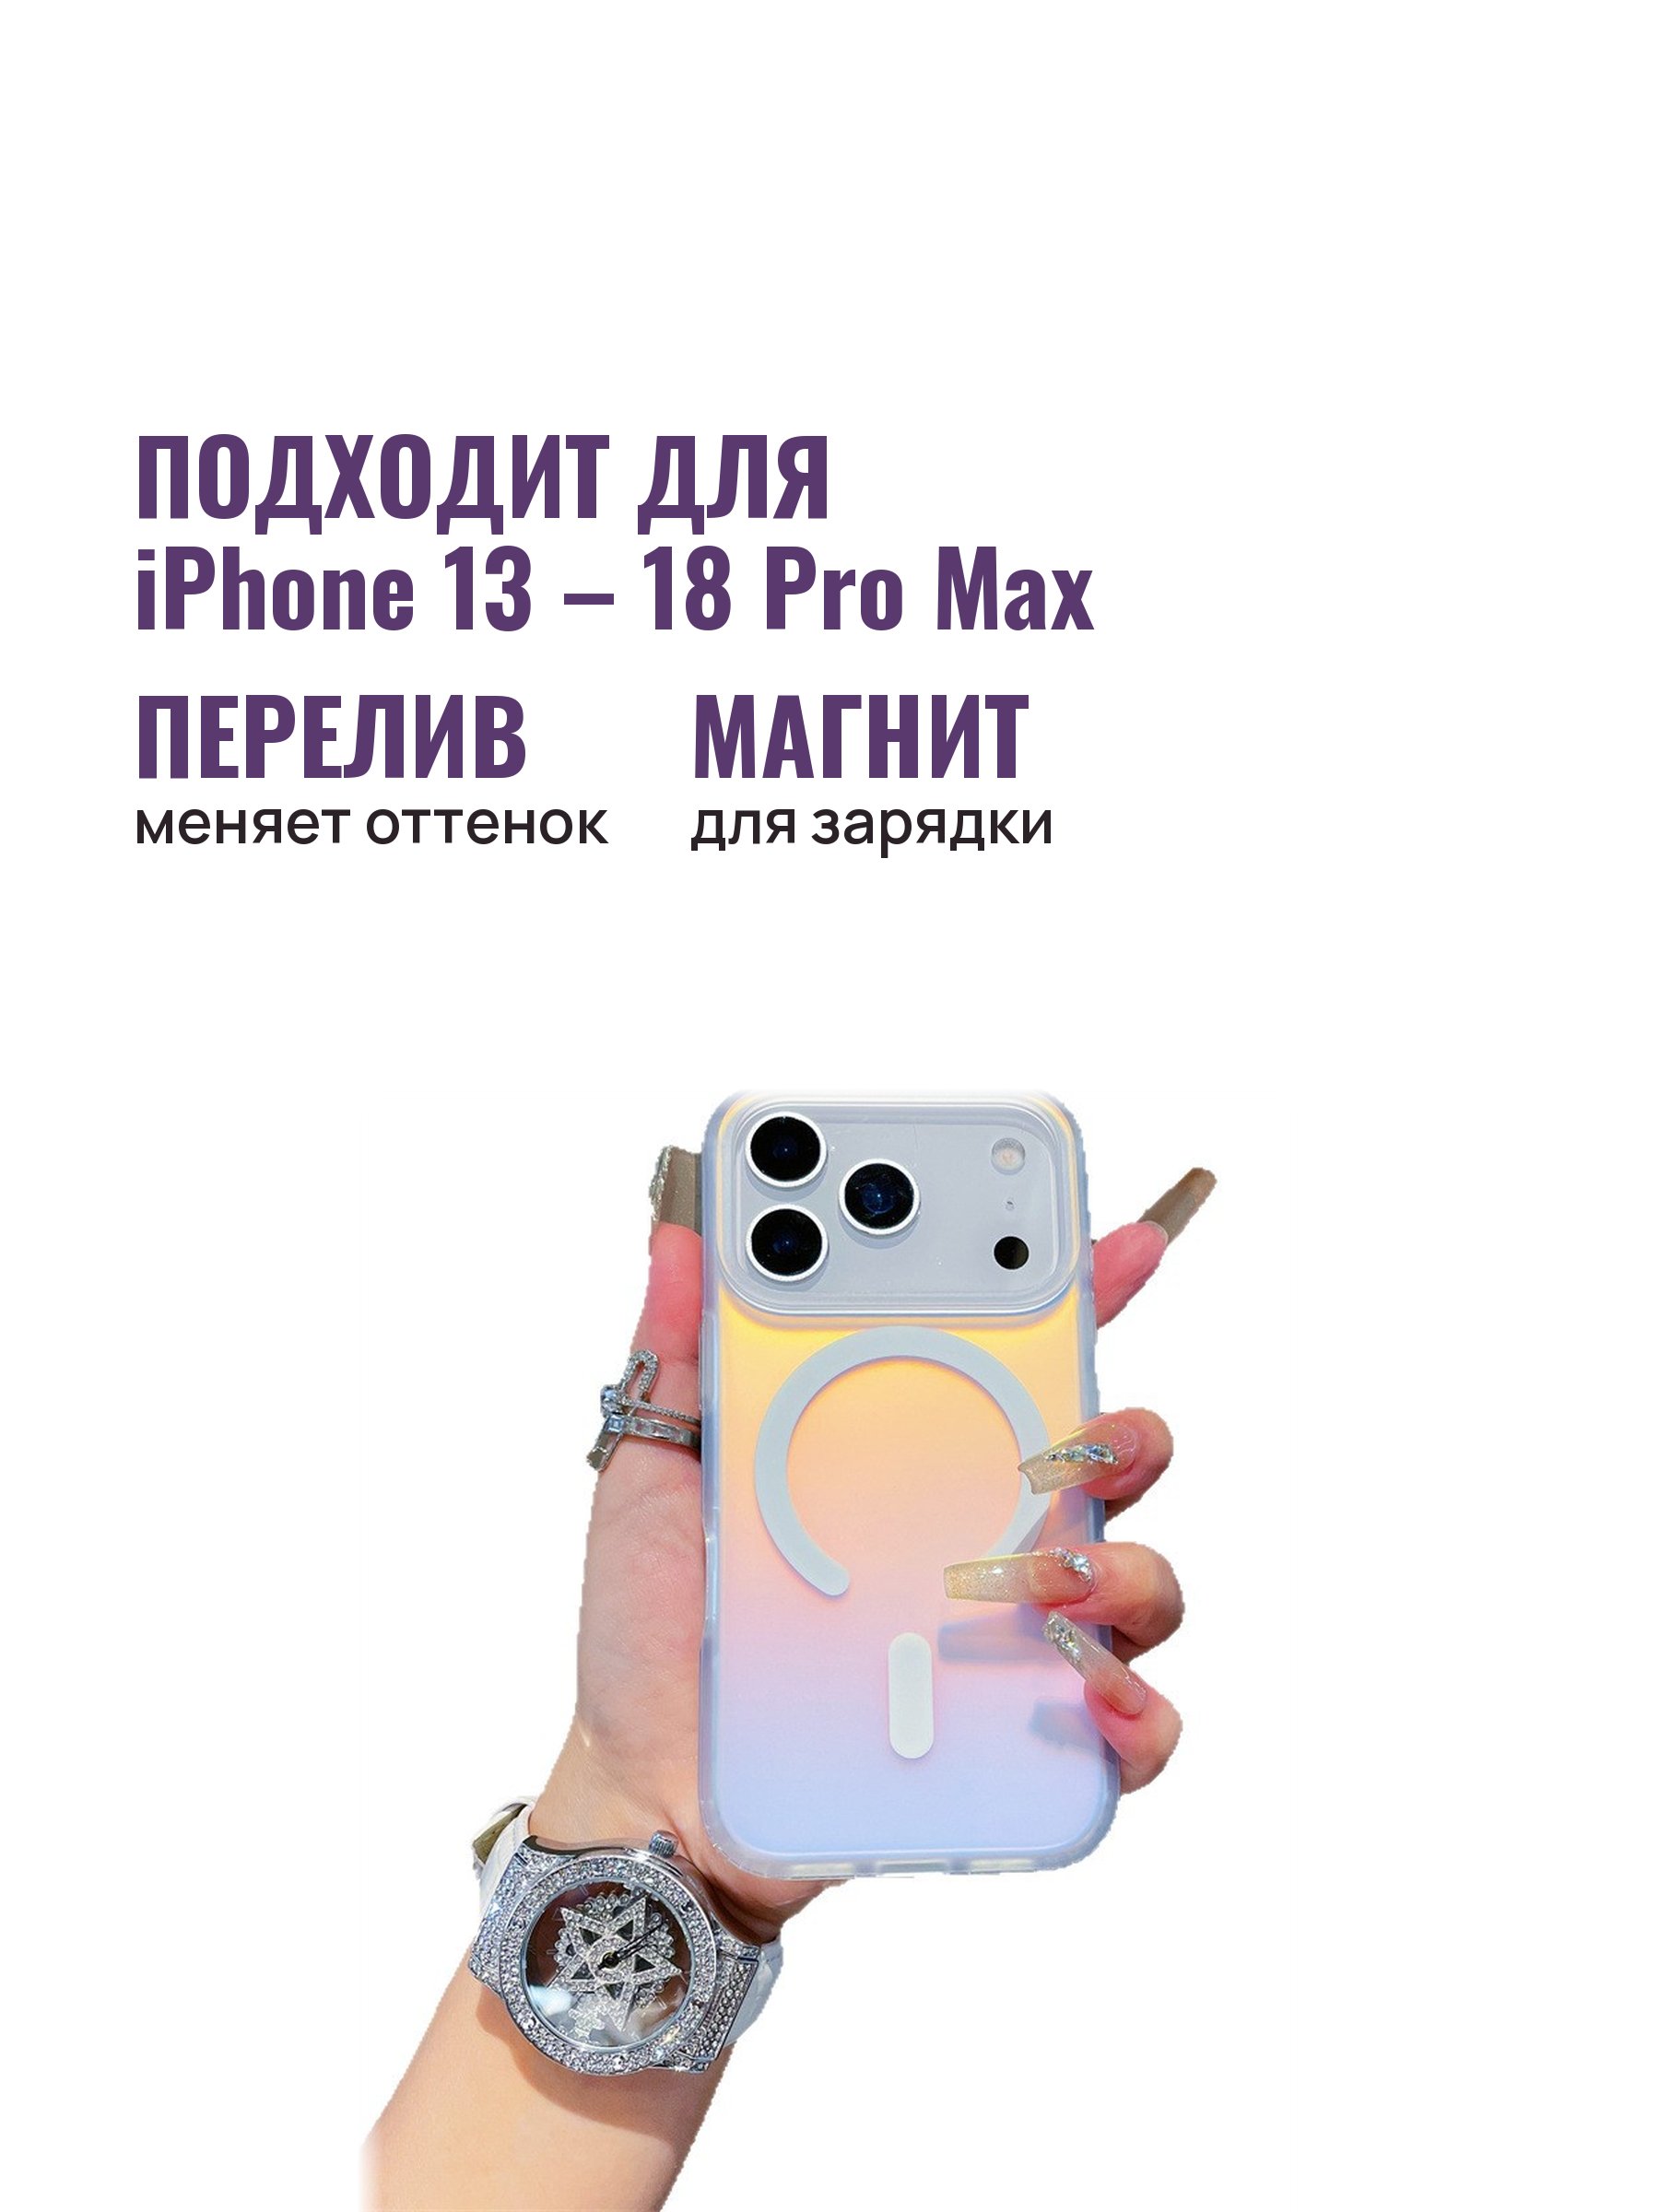 ПОДХОДИТ ДЛЯ
iPhone 13 – 18 Pro Max
ПЕРЕЛИВ
меняет оттенок
МАГНИТ
для зарядки